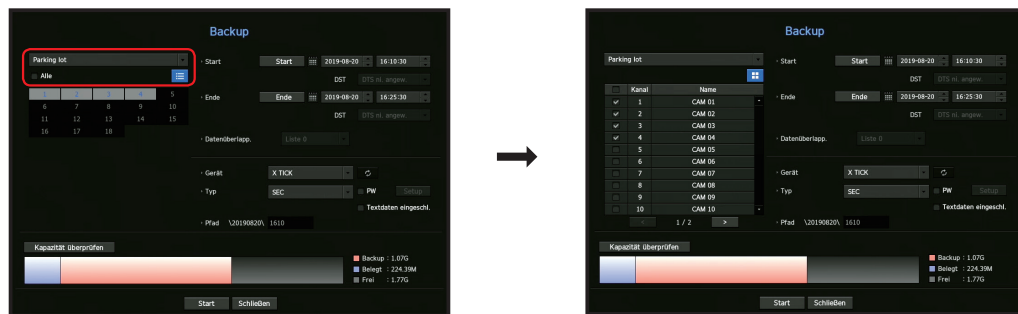 Backup
Parking lot
Alle
1 2 3 4 5
6 7 8 9 10
11 12 13 14 15
16 17 18
• Start Start 2019-08-20 16:10:30
DST DTS ni. angew.
• Ende Ende 2019-08-20 16:25:30
DST DTS ni. angew.
• Datenüberlapp. Liste 0
• Gerät X TICK
• Typ SEC PW Setup
Textdaten eingeschl.
• Pfad \20190820\ 1610
Kapazität überprüfen
Backup : 1.07G
Belegt : 224.39M
Frei : 1.77G
Start Schließen
Backup
Parking lot
Kanal Name
1 CAM 01
2 CAM 02
3 CAM 03
4 CAM 04
5 CAM 05
6 CAM 06
7 CAM 07
8 CAM 08
9 CAM 09
10 CAM 10
< 1 / 2 >
• Start Start 2019-08-20 16:10:30
DST DTS ni. angew.
• Ende Ende 2019-08-20 16:25:30
DST DTS ni. angew.
• Datenüberlapp. Liste 0
• Gerät X TICK
• Typ SEC PW Setup
Textdaten eingeschl.
• Pfad \20190820\ 1610
Kapazität überprüfen
Backup : 1.07G
Belegt : 224.39M
Frei : 1.77G
Start Schließen